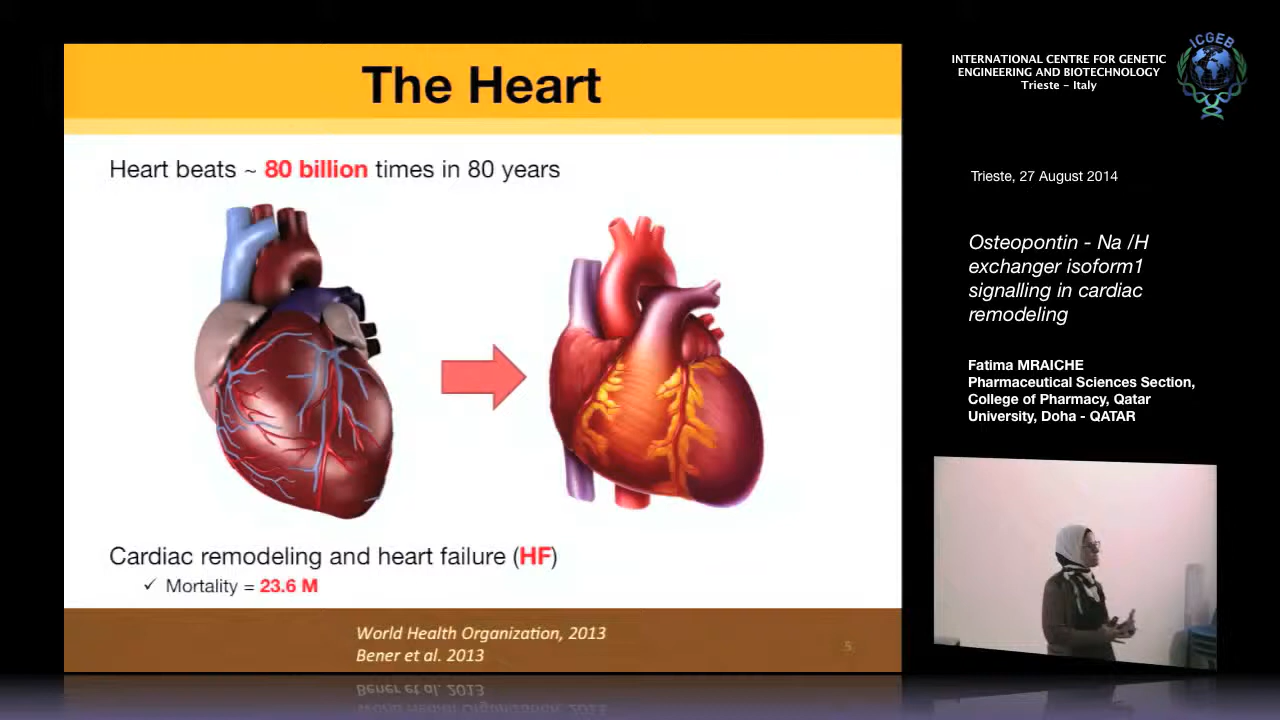 The Heart
Heart beats ~ 80 billion times in 80 years
Cardiac remodeling and heart failure (HF)
✓ Mortality = 23.6 M
World Health Organization, 2013
Bener et al. 2013
5
INTERNATIONAL CENTRE FOR GENETIC
ENGINEERING AND BIOTECHNOLOGY
Trieste – Italy
ICGEB
Trieste, 27 August 2014
Osteopontin - Na /H
exchanger isoform1
signalling in cardiac
remodeling
Fatima MRAICHE
Pharmaceutical Sciences Section,
College of Pharmacy, Qatar
University, Doha - QATAR